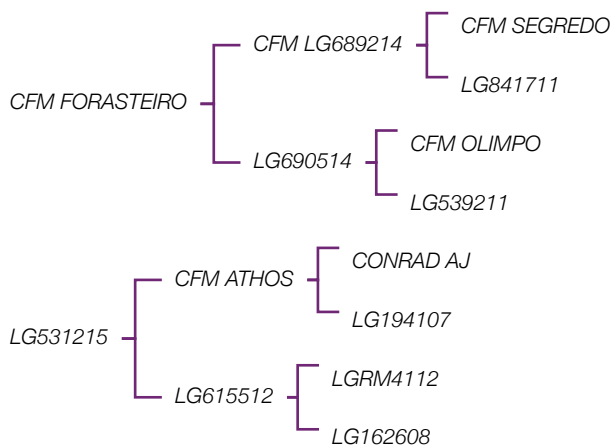 CFM SEGREDO
CFM LG689214
LG841711
CFM FORASTEIRO
CFM OLIMPO
LG690514
LG539211
CONRAD AJ
CFM ATHOS
LG194107
LG531215
LGRM4112
LG615512
LG162608